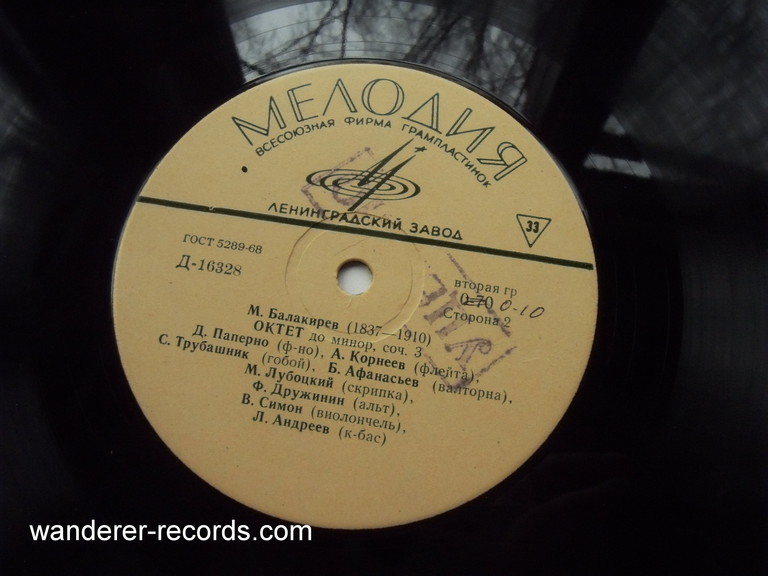 МЕЛОДИЯ
ВСЕСОЮЗНАЯ ФИРМА ГРАМПЛАСТИНОК
ЛЕНИНГРАДСКИЙ ЗАВОД
33
ГОСТ 5289-68
Д-16328
вторая гр
0-70 0-10
Сторона 2
М. Балакирев (1837—1910)
ОКТЕТ до минор, соч. 3
Д. Паперно (ф-но), А. Корнеев (флейта),
С. Трубашник (гобой), Б. Афанасьев (валторна),
М. Лубоцкий (скрипка),
Ф. Дружинин (альт),
В. Симон (виолончель),
Л. Андреев (к-бас)
wanderer-records.com